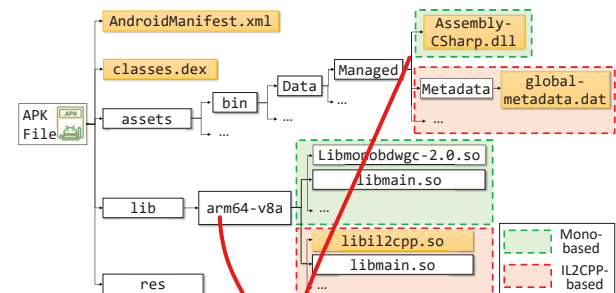 AndroidManifest.xml
classes.dex
APK
File
.APK
assets
bin
...
Data
...
Managed
...
Assembly-
CSharp.dll
Metadata
global-
metadata.dat
...
lib
arm64-v8a
Libmonobdwgc-2.0.so
libmain.so
...
libil2cpp.so
libmain.so
...
res
Mono-
based
IL2CPP-
based